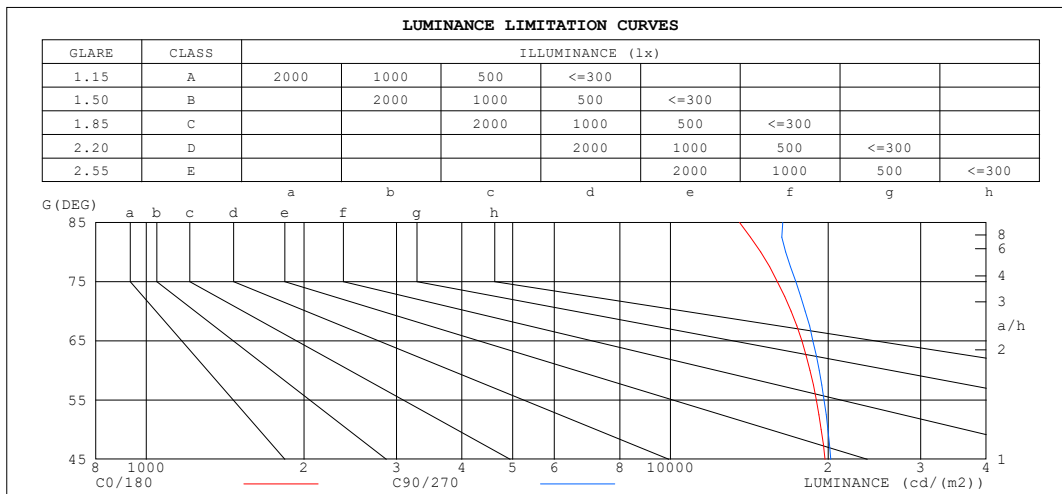 LUMINANCE LIMITATION CURVES
GLARE CLASS ILLUMINANCE (lx)
1.15 A 2000 1000 500 <=300
1.50 B 2000 1000 500 <=300
1.85 C 2000 1000 500 <=300
2.20 D 2000 1000 500 <=300
2.55 E 2000 1000 500 <=300
a b c d e f g h
G(DEG)
a b c d e f g h
85
8
6
75
4
3
a/h
65
2
55
45 1
8 1000 2 3 4 5 6 8 10000 2 3 4
C0/180 C90/270 LUMINANCE (cd/(m2))